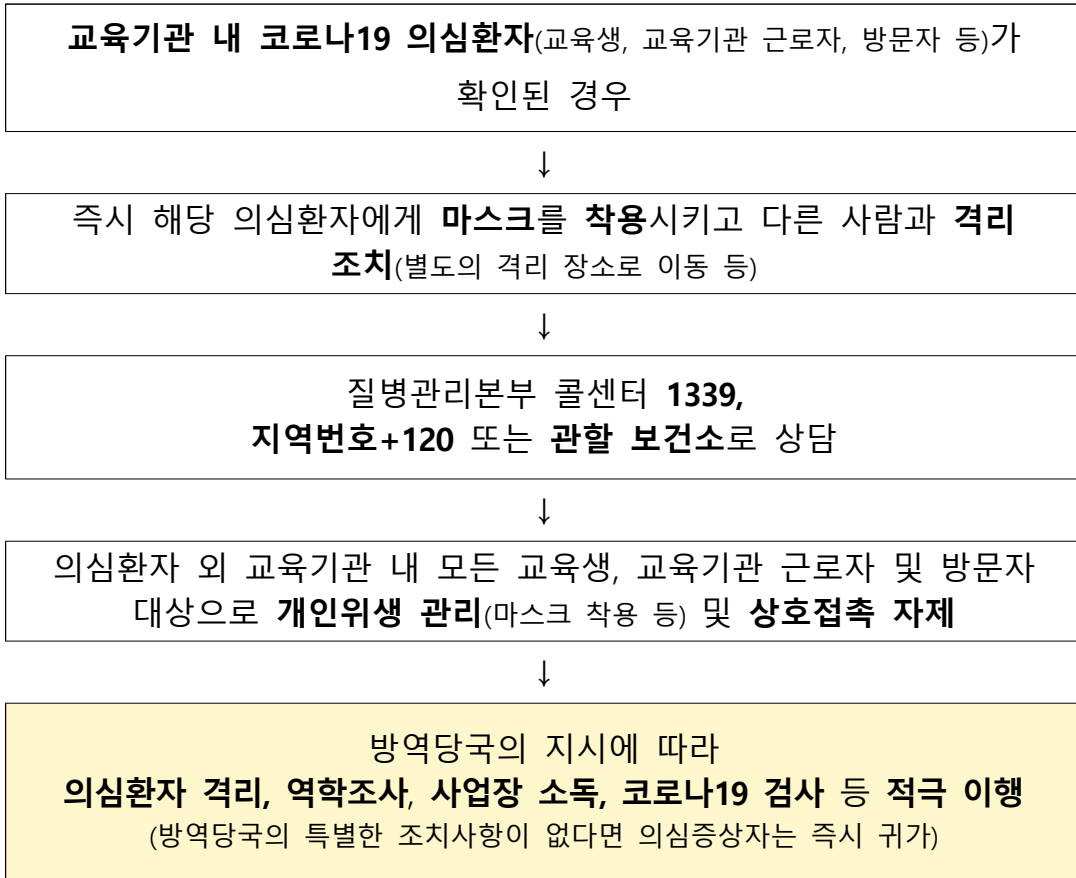 교육기관 내 코로나19 의심환자(교육생, 교육기관 근로자, 방문자 등)가
확인된 경우
↓
즉시 해당 의심환자에게 마스크를 착용시키고 다른 사람과 격리
조치(별도의 격리 장소로 이동 등)
↓
질병관리본부 콜센터 1339,
지역번호+120 또는 관할 보건소로 상담
↓
의심환자 외 교육기관 내 모든 교육생, 교육기관 근로자 및 방문자
대상으로 개인위생 관리(마스크 착용 등) 및 상호접촉 자제
↓
방역당국의 지시에 따라
의심환자 격리, 역학조사, 사업장 소독, 코로나19 검사 등 적극 이행
(방역당국의 특별한 조치사항이 없다면 의심증상자는 즉시 귀가)